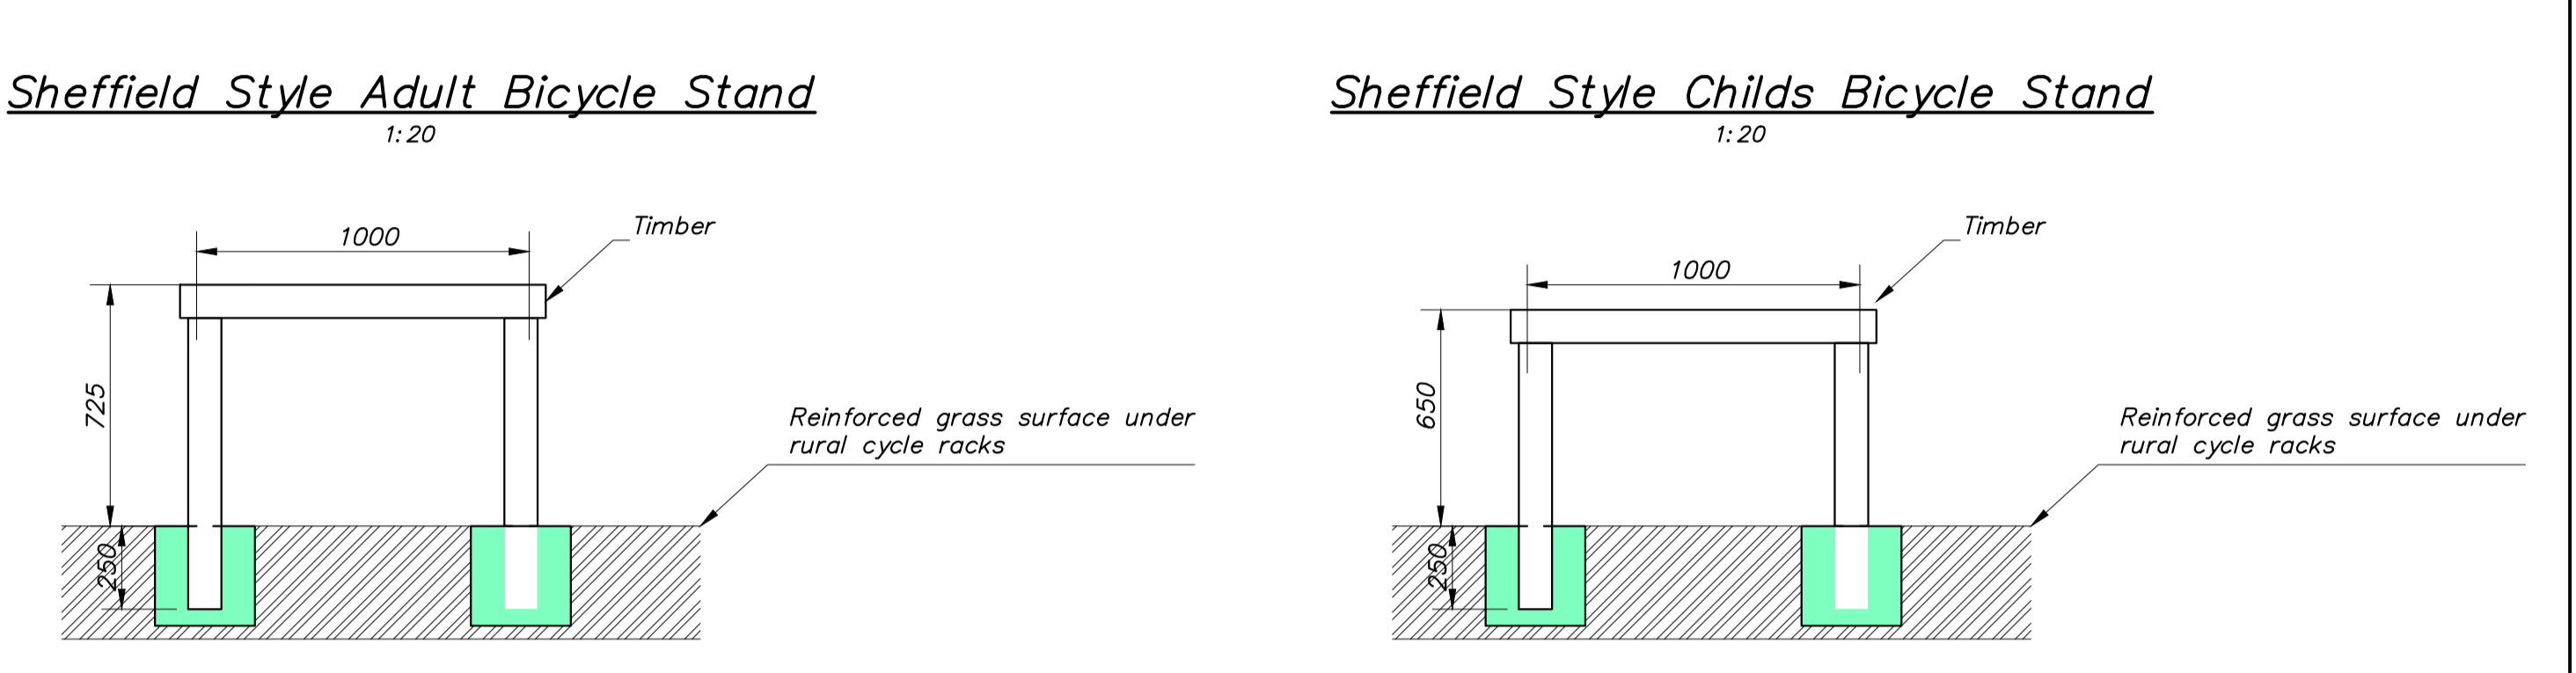 Sheffield Style Adult Bicycle Stand
1:20
1000
Timber
725
Reinforced grass surface under
rural cycle racks
250
Sheffield Style Childs Bicycle Stand
1:20
1000
Timber
650
Reinforced grass surface under
rural cycle racks
250